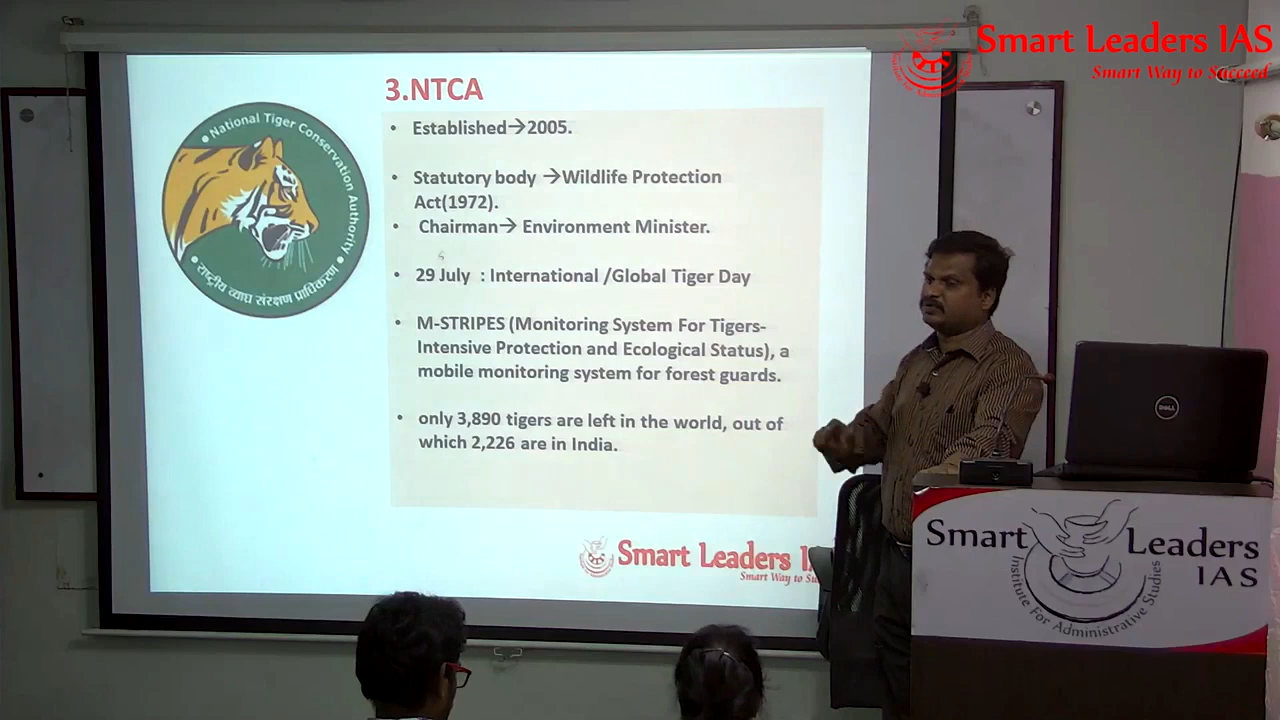 Smart Leaders IAS
Smart Way to Succeed
3.NTCA
• National Tiger Conservation Authority •
राष्ट्रीय व्याघ्र संरक्षण प्राधिकरण
• Established→2005.
• Statutory body →Wildlife Protection
Act(1972).
• Chairman→ Environment Minister.
• 29 July : International /Global Tiger Day
• M-STRIPES (Monitoring System For Tigers-
Intensive Protection and Ecological Status), a
mobile monitoring system for forest guards.
• only 3,890 tigers are left in the world, out of
which 2,226 are in India.
Smart Leaders I
Smart Way to Su
DELL
Smart Leaders
IAS
Institute For Administrative Studies